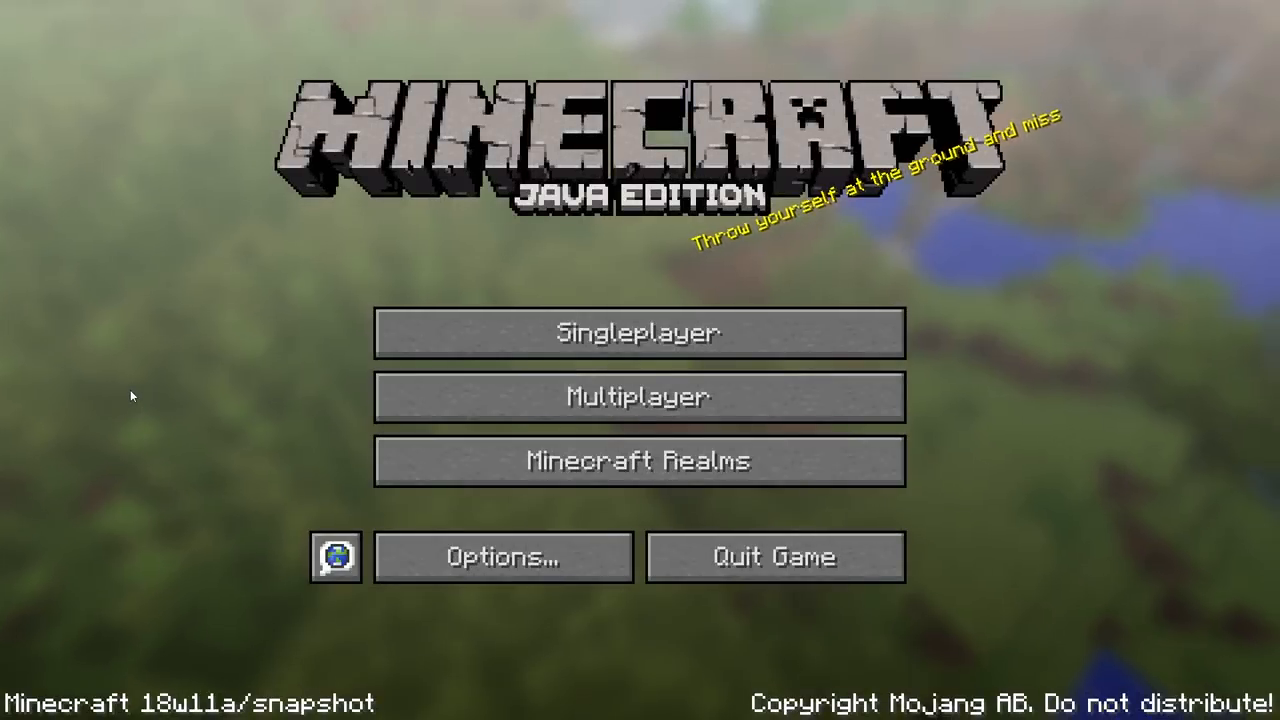 MINECRAFT
JAVA EDITION
Throw yourself at the ground and miss
Singleplayer
Multiplayer
Minecraft Realms
Options...
Quit Game
Minecraft 18w11a/snapshot
Copyright Mojang AB. Do not distribute!